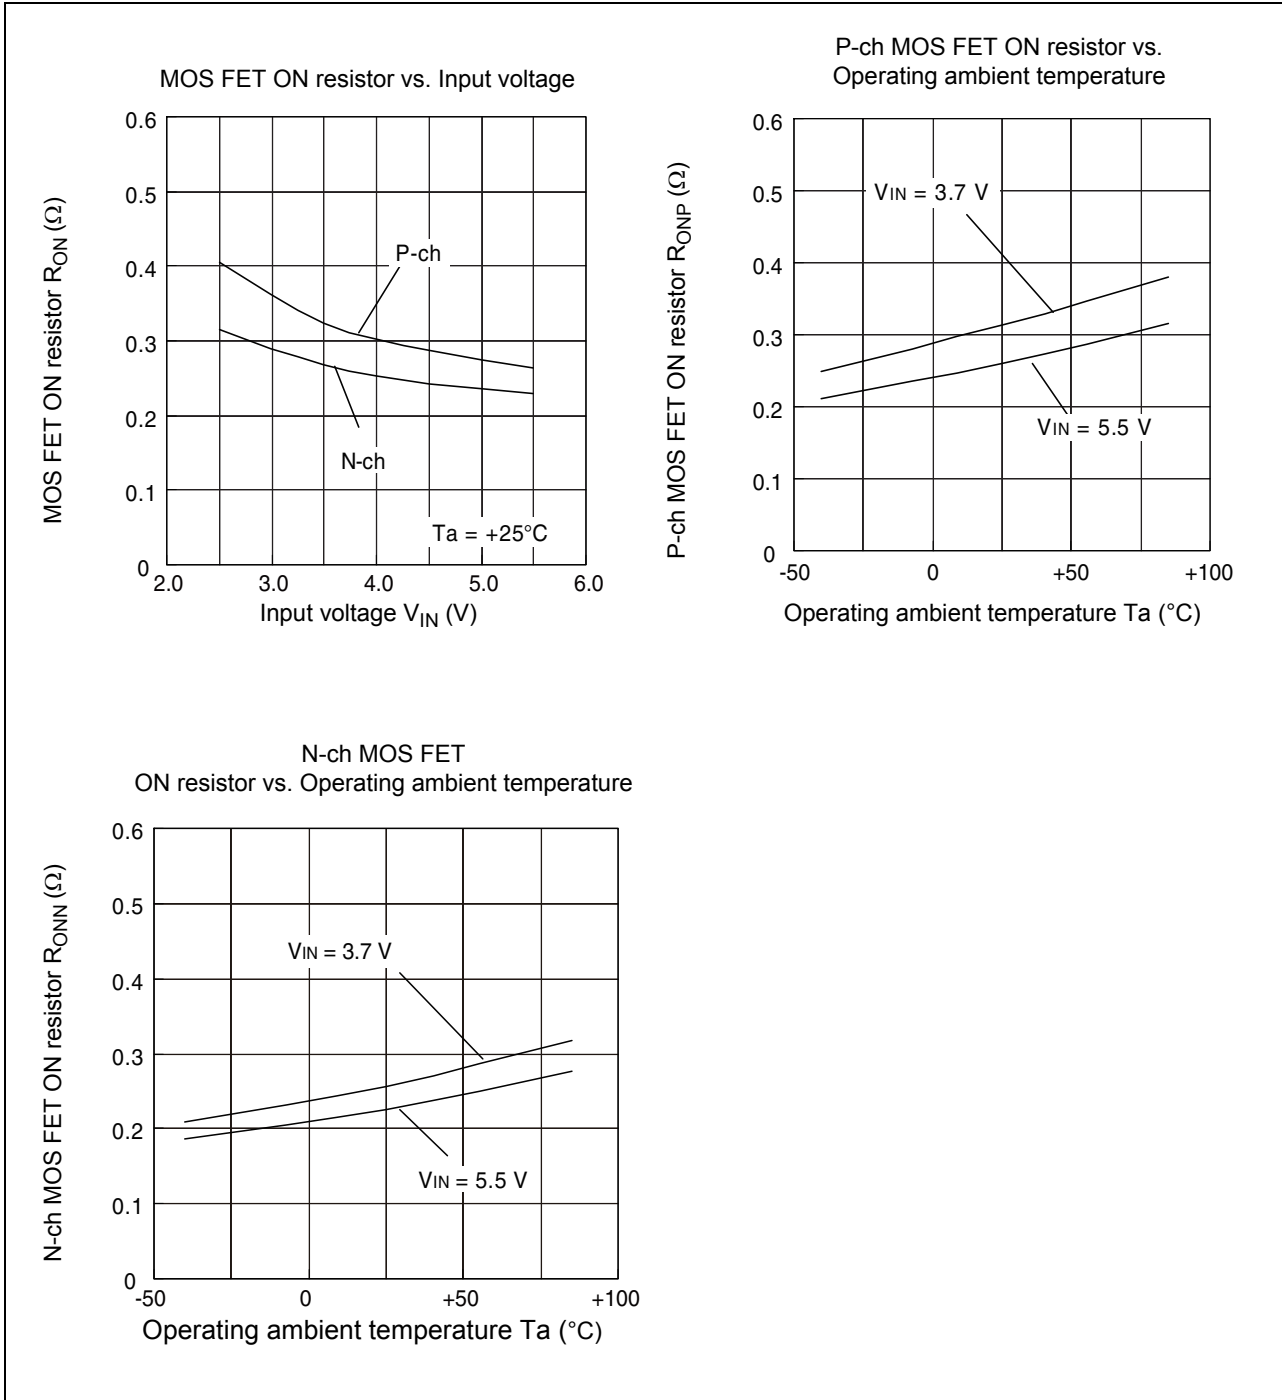 MOS FET ON resistor vs. Input voltage
MOS FET ON resistor RON (Ω)
0.6
0.5
0.4
0.3
0.2
0.1
0
P-ch
N-ch
Ta = +25°C
2.0 3.0 4.0 5.0 6.0
Input voltage VIN (V)
P-ch MOS FET ON resistor vs.
Operating ambient temperature
P-ch MOS FET ON resistor RONP (Ω)
0.6
0.5
0.4
0.3
0.2
0.1
0
VIN = 3.7 V
VIN = 5.5 V
-50 0 +50 +100
Operating ambient temperature Ta (°C)
N-ch MOS FET
ON resistor vs. Operating ambient temperature
N-ch MOS FET ON resistor RONN (Ω)
0.6
0.5
0.4
0.3
0.2
0.1
0
VIN = 3.7 V
VIN = 5.5 V
-50 0 +50 +100
Operating ambient temperature Ta (°C)